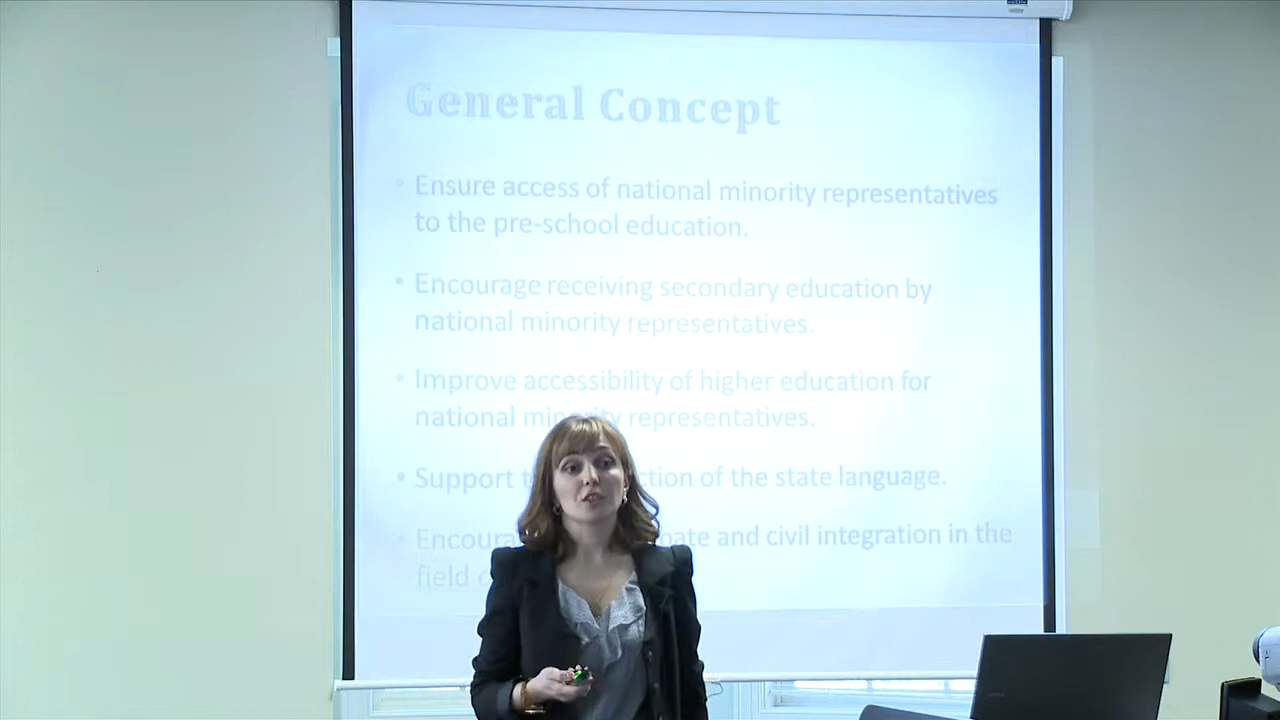 General Concept
• Ensure access of national minority representatives
to the pre-school education.
• Encourage receiving secondary education by
national minority representatives.
• Improve accessibility of higher education for
national minority representatives.
• Support ction of the state language.
• and civil integration in the
field